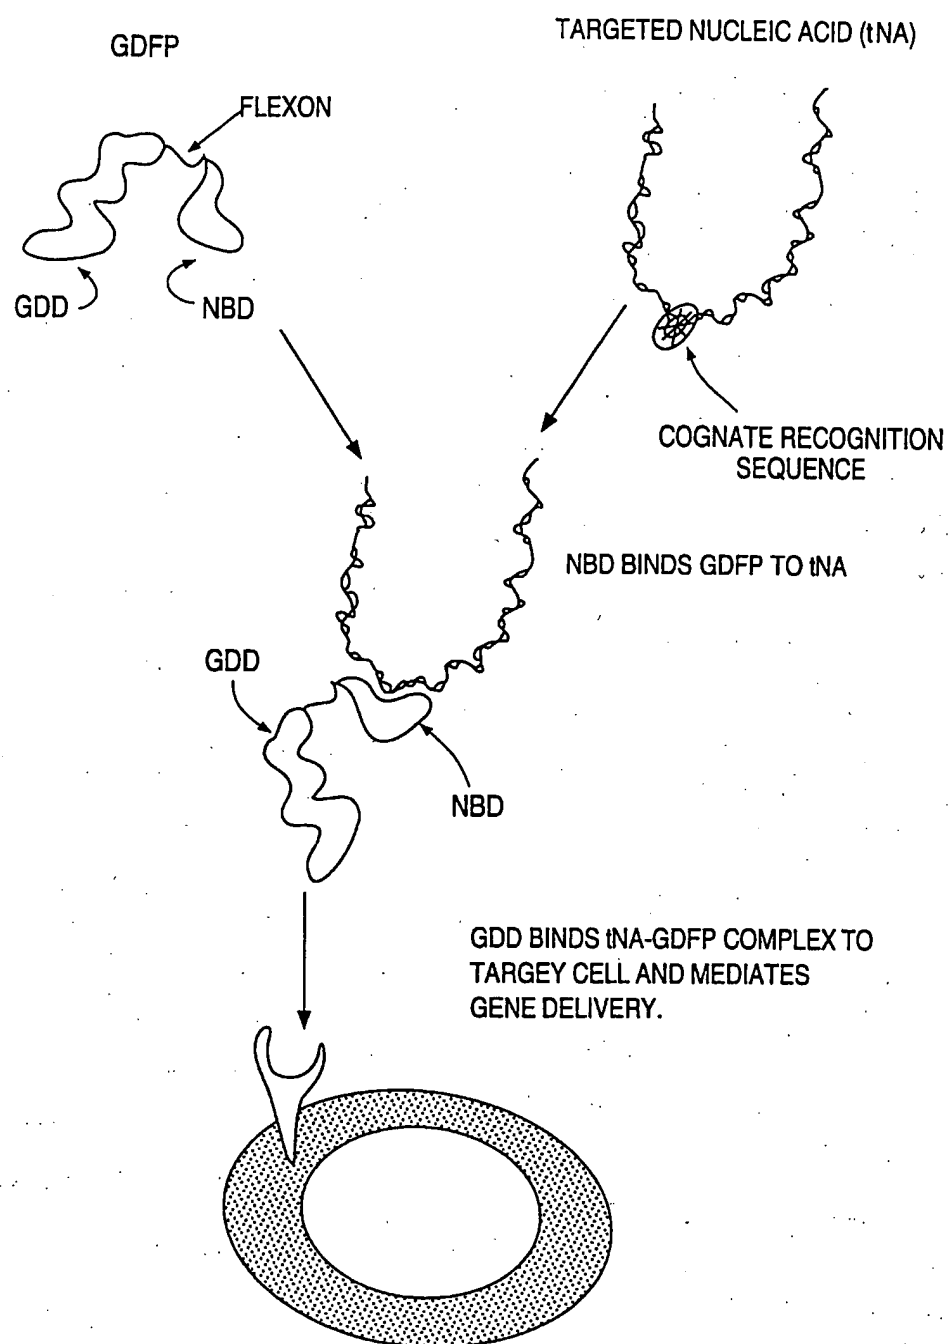 GDFP
TARGETED NUCLEIC ACID (tNA)
FLEXON
GDD
NBD
COGNATE RECOGNITION
SEQUENCE
NBD BINDS GDFP TO tNA
GDD
NBD
GDD BINDS tNA-GDFP COMPLEX TO
TARGEY CELL AND MEDIATES
GENE DELIVERY.